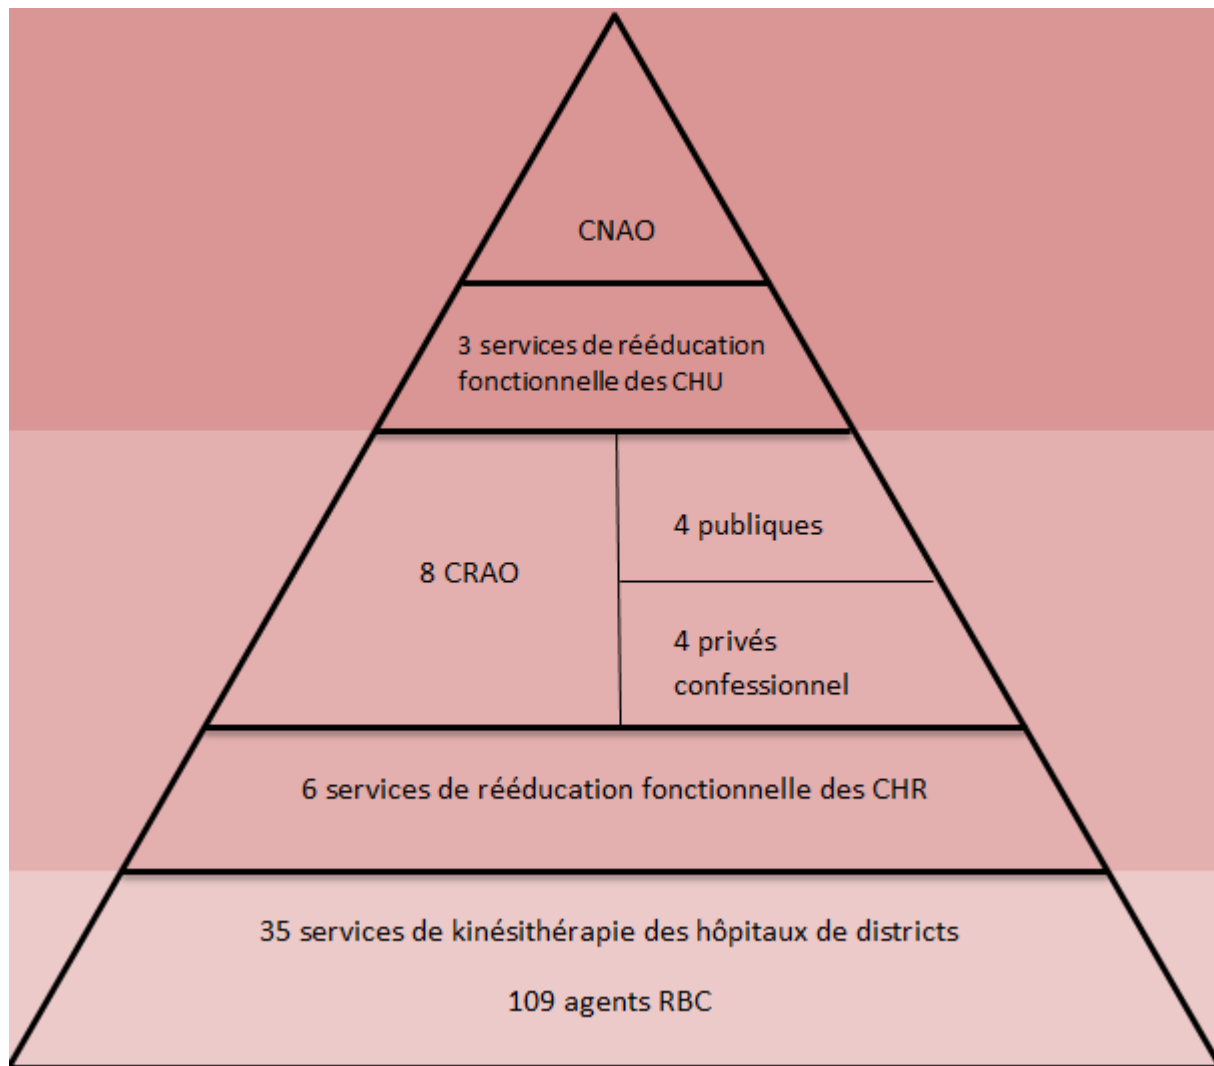 CNAO
3 services de rééducation
fonctionnelle des CHU
8 CRAO
4 publiques
4 privés
confessionnel
6 services de rééducation fonctionnelle des CHR
35 services de kinésithérapie des hôpitaux de districts
109 agents RBC